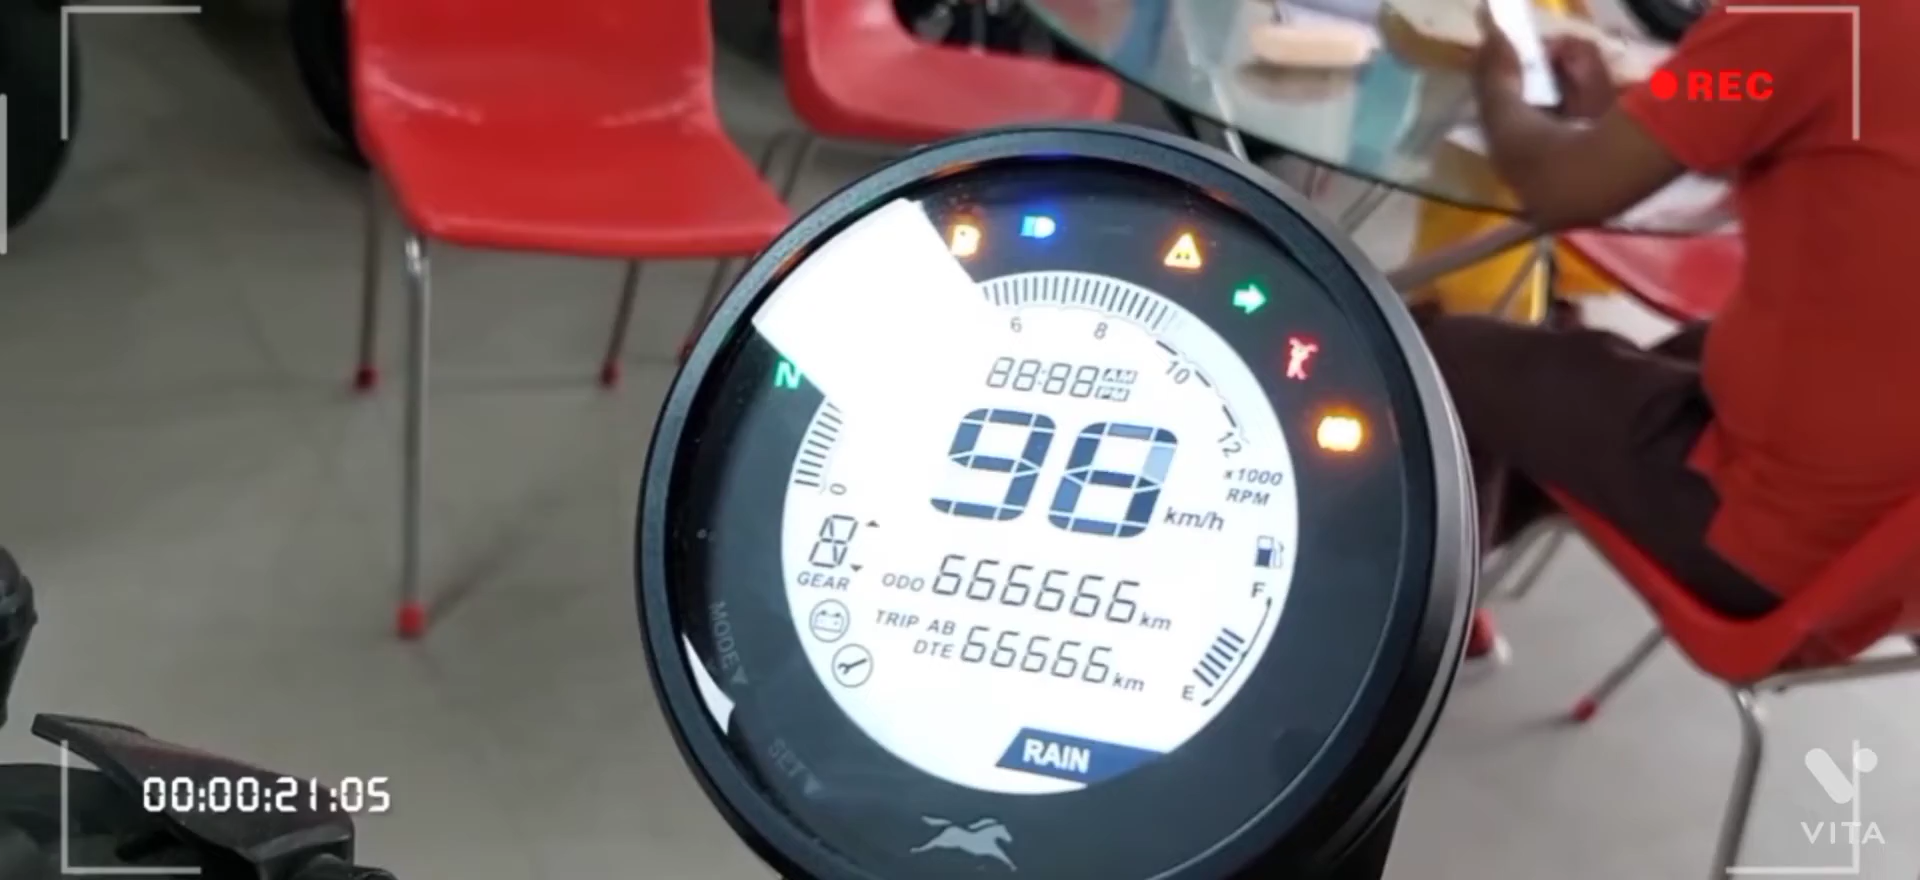 REC
N
6
8
10
12
0
x1000
RPM
88:88 AM
PM
98 km/h
GEAR
ODO 666666 km
TRIP AB
DTE 66666 km
F
E
MODE
SET
RAIN
00:00:21:05
VITA